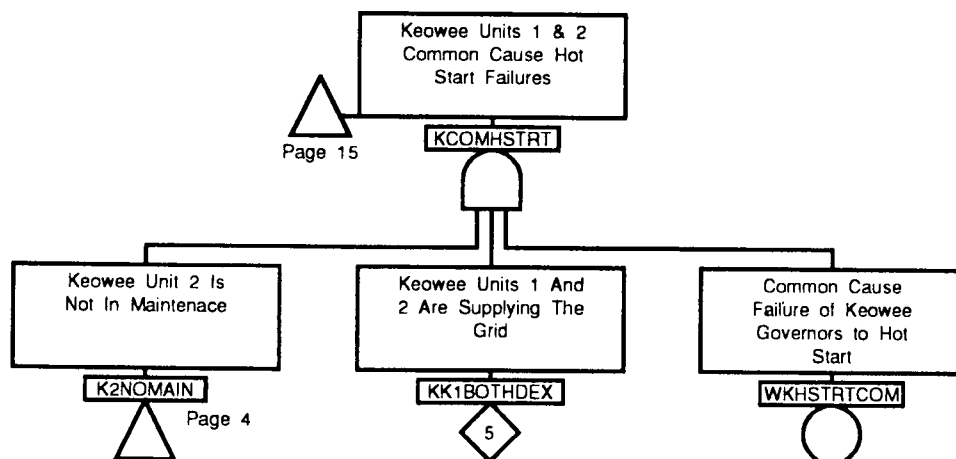 Keowee Units 1 & 2
Common Cause Hot
Start Failures
Page 15
KCOMHSTRT
Keowee Unit 2 Is
Not In Maintenace
K2NOMAIN
Page 4
Keowee Units 1 And
2 Are Supplying The
Grid
KK1BOTHDEX
5
Common Cause
Failure of Keowee
Governors to Hot
Start
WKHSTRTCOM